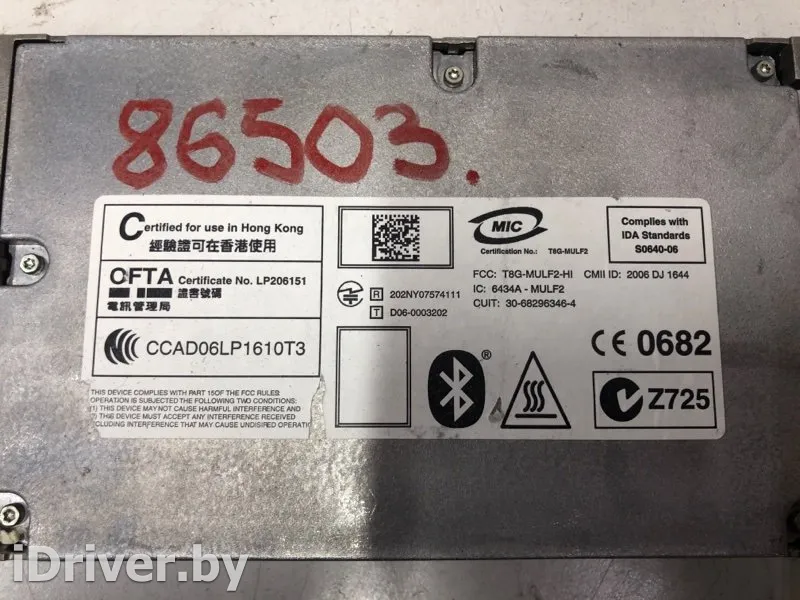 86503.
Certified for use in Hong Kong
經驗證可在香港使用
OFTA Certificate No. LP206151
電訊管理局 證書號碼
CCAD06LP1610T3
THIS DEVICE COMPLIES WITH PART 15OF THE FCC RULES
OPERATION IS SUBJECTED THE FOLLOWING TWO CONDITIONS:
(1) THIS DEVICE MAY NOT CAUSE HARMFUL INTERFERENCE AND
?) THIS DEVICE MUST ACCEPT ANY INTERFERENCE RECEIVED
CLUDING INTERFERENCE THAT CAUSE UNDISIRED OPERATI
R 202NY07574111
T D06-0003202
MIC
Certification No.: T8G-MULF2
Complies with
IDA Standards
S0640-06
FCC: T8G-MULF2-HI CMII ID: 2006 DJ 1644
IC: 6434A - MULF2
CUIT: 30-68296346-4
CE 0682
®
Z725
iDriver.by